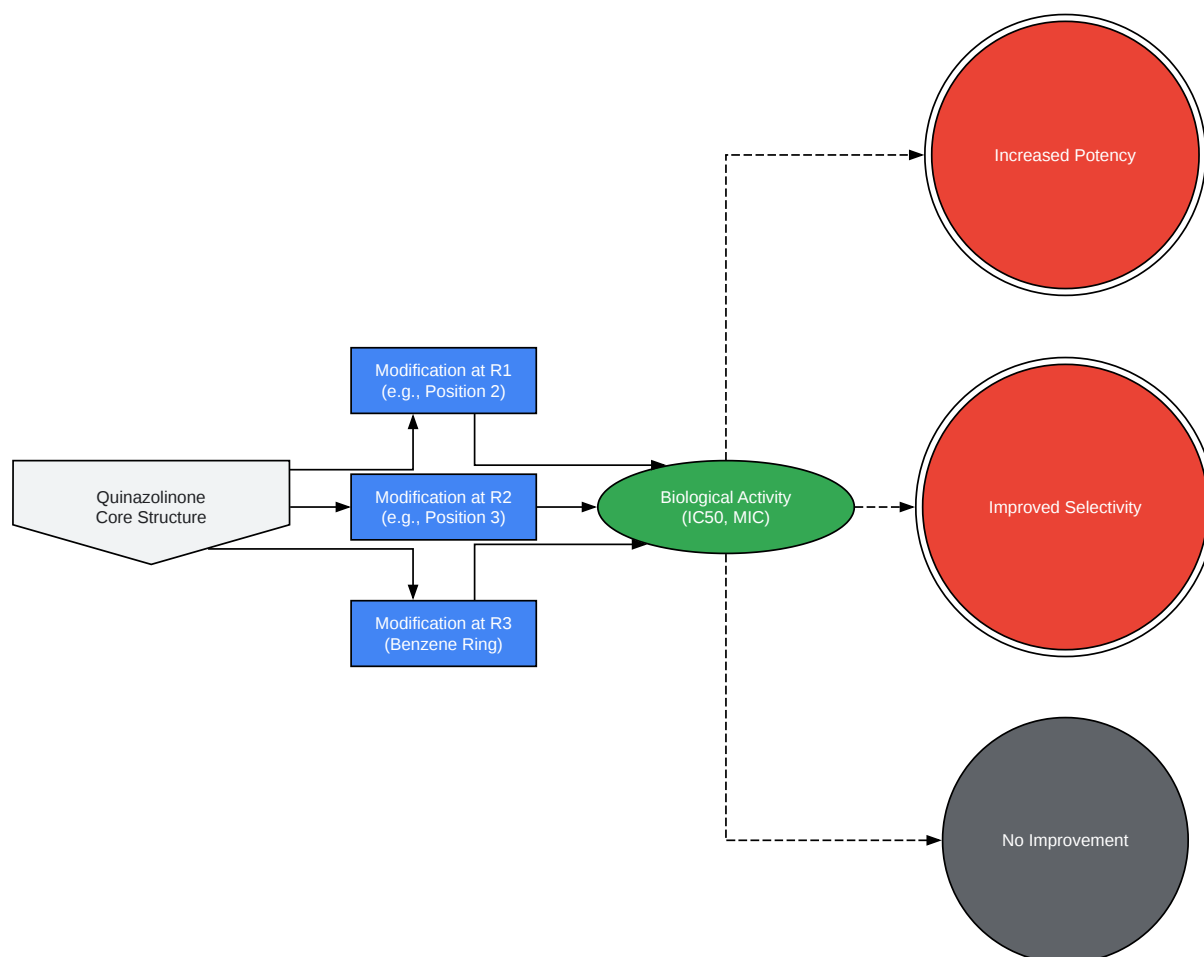 Increased Potency
Modification at R1
(e.g., Position 2)
Quinazolinone
Core Structure
Modification at R2
(e.g., Position 3)
Biological Activity
(IC50, MIC)
Improved Selectivity
Modification at R3
(Benzene Ring)
No Improvement